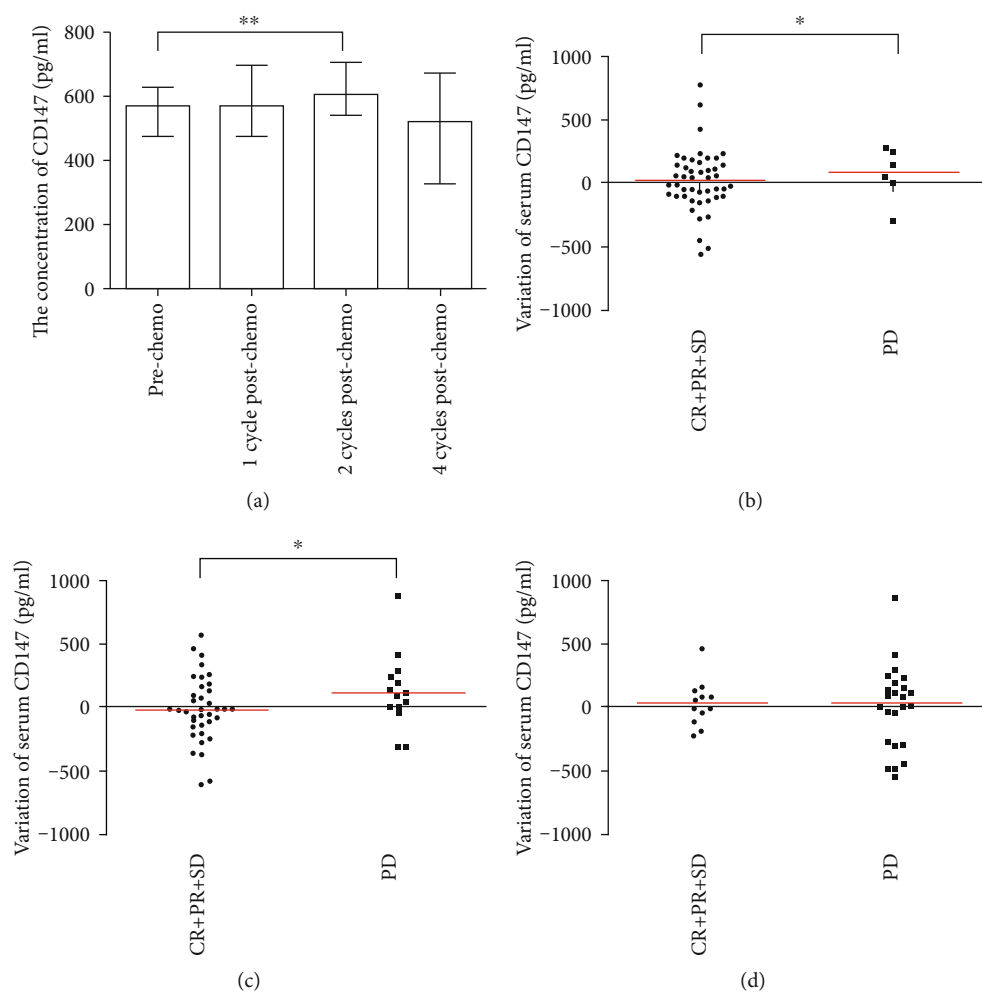 The concentration of CD147 (pg/ml)
800
600
400
200
0
**
Pre-chemo
1 cycle post-chemo
2 cycles post-chemo
4 cycles post-chemo
(a)
Variation of serum CD147 (pg/ml)
1000
500
0
−500
−1000
*
CR+PR+SD
PD
(b)
Variation of serum CD147 (pg/ml)
1000
500
0
−500
−1000
*
CR+PR+SD
PD
(c)
Variation of serum CD147 (pg/ml)
1000
500
0
−500
−1000
CR+PR+SD
PD
(d)